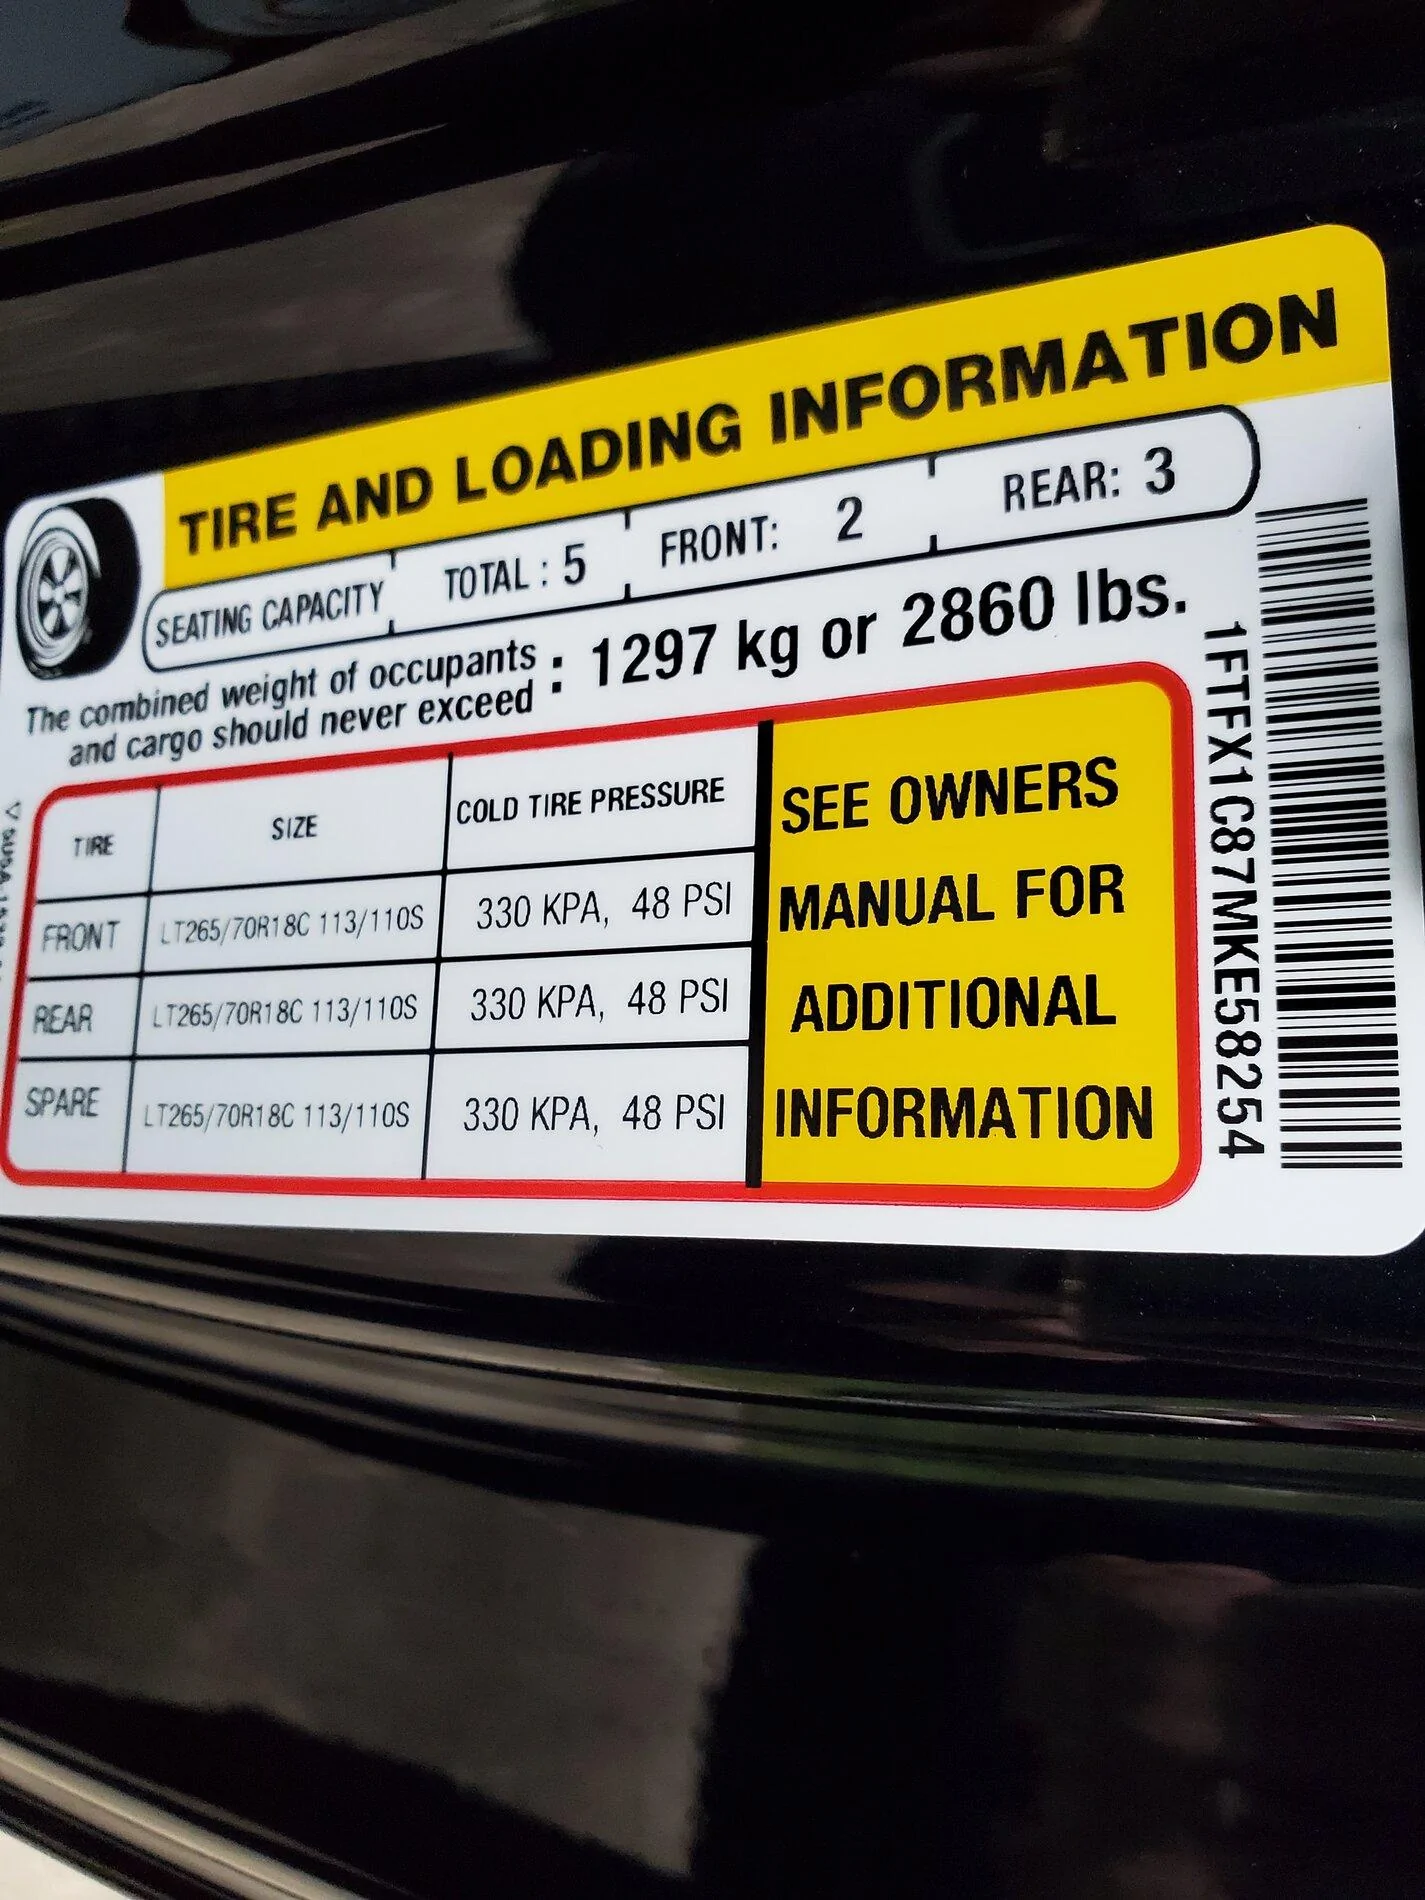 TIRE AND LOADING INFORMATION
SEATING CAPACITY TOTAL : 5 FRONT: 2 REAR: 3
The combined weight of occupants
and cargo should never exceed : 1297 kg or 2860 lbs.
TIRE SIZE COLD TIRE PRESSURE
FRONT LT265/70R18C 113/110S 330 KPA, 48 PSI
REAR LT265/70R18C 113/110S 330 KPA, 48 PSI
SPARE LT265/70R18C 113/110S 330 KPA, 48 PSI
SEE OWNERS
MANUAL FOR
ADDITIONAL
INFORMATION
1FTFX1C87MKE58254